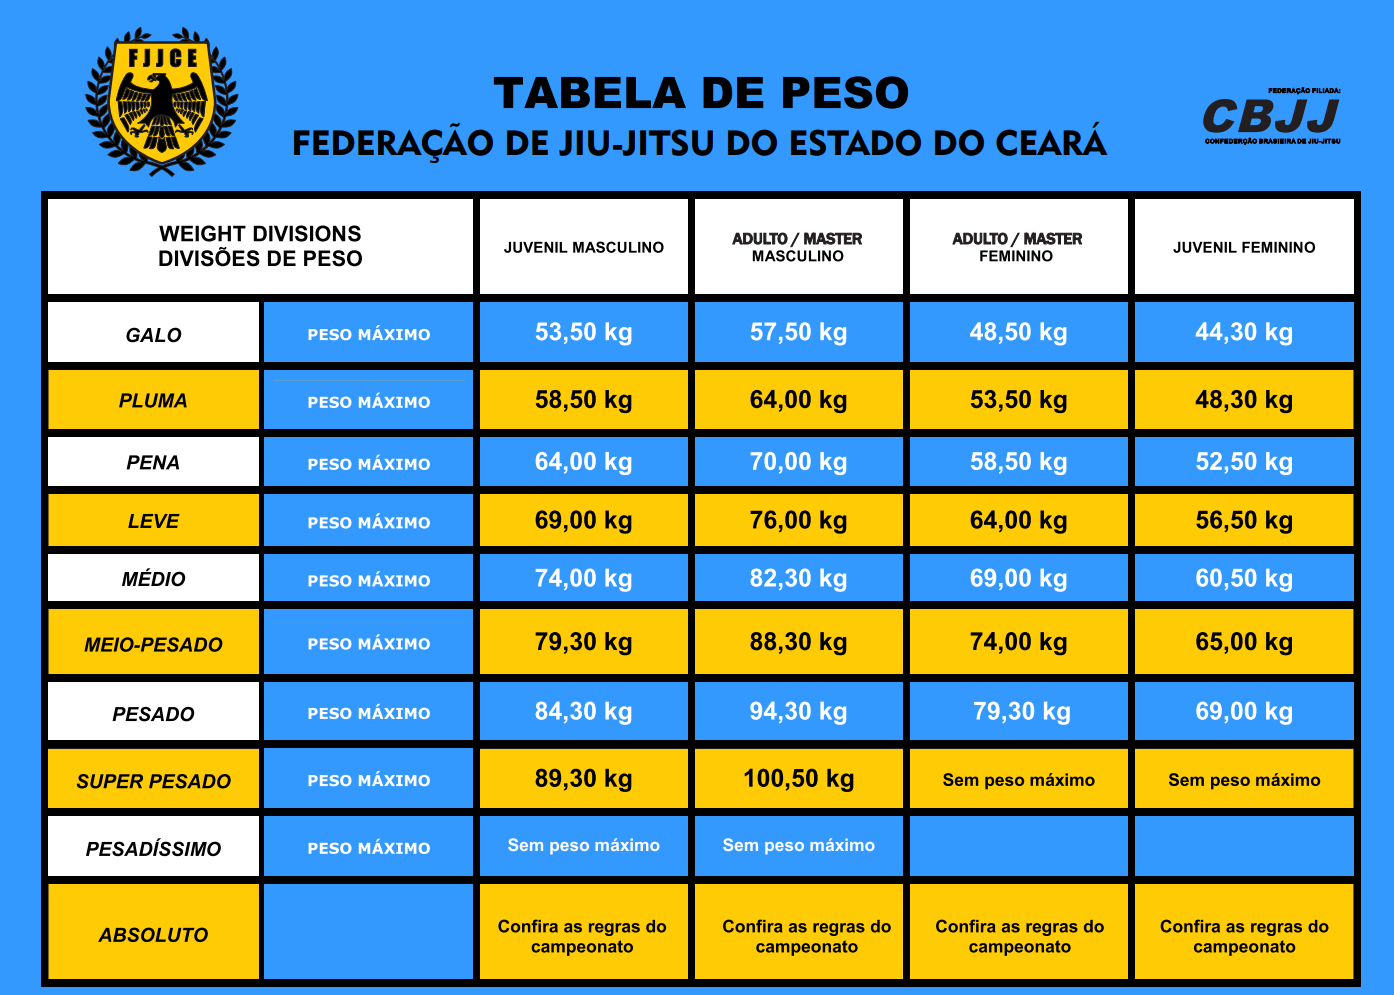 FJJCE
TABELA DE PESO
FEDERAÇÃO DE JIU-JITSU DO ESTADO DO CEARÁ
FEDERAÇÃO FILIADA:
CBJJ
CONFEDERÇÃO BRASIEIRA DE JIU-JITSU
WEIGHT DIVISIONS
DIVISÕES DE PESO
JUVENIL MASCULINO
ADULTO / MASTER
MASCULINO
ADULTO / MASTER
FEMININO
JUVENIL FEMININO
GALO PESO MÁXIMO 53,50 kg 57,50 kg 48,50 kg 44,30 kg
PLUMA PESO MÁXIMO 58,50 kg 64,00 kg 53,50 kg 48,30 kg
PENA PESO MÁXIMO 64,00 kg 70,00 kg 58,50 kg 52,50 kg
LEVE PESO MÁXIMO 69,00 kg 76,00 kg 64,00 kg 56,50 kg
MÉDIO PESO MÁXIMO 74,00 kg 82,30 kg 69,00 kg 60,50 kg
MEIO-PESADO PESO MÁXIMO 79,30 kg 88,30 kg 74,00 kg 65,00 kg
PESADO PESO MÁXIMO 84,30 kg 94,30 kg 79,30 kg 69,00 kg
SUPER PESADO PESO MÁXIMO 89,30 kg 100,50 kg Sem peso máximo Sem peso máximo
PESADÍSSIMO PESO MÁXIMO Sem peso máximo Sem peso máximo
ABSOLUTO
Confira as regras do
campeonato
Confira as regras do
campeonato
Confira as regras do
campeonato
Confira as regras do
campeonato